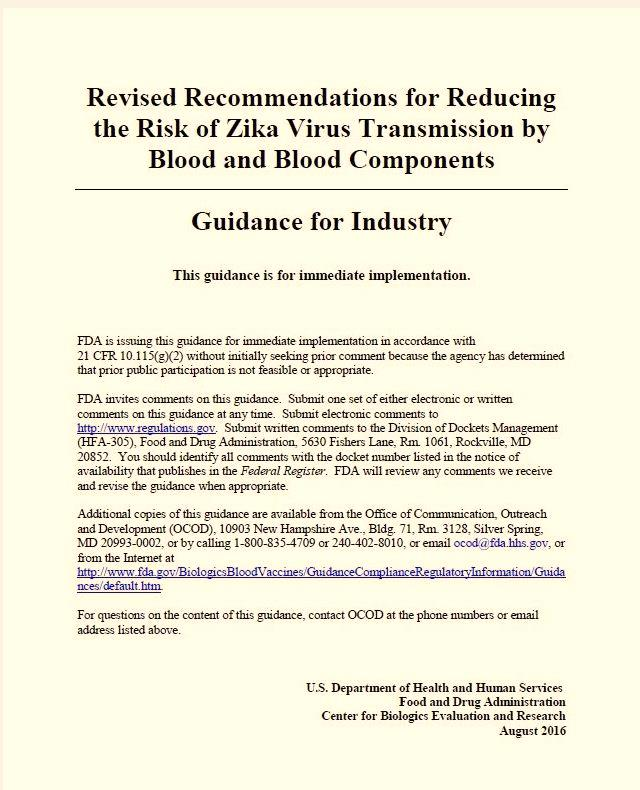 Revised Recommendations for Reducing
the Risk of Zika Virus Transmission by
Blood and Blood Components
Guidance for Industry
This guidance is for immediate implementation.
FDA is issuing this guidance for immediate implementation in accordance with
21 CFR 10.115(g)(2) without initially seeking prior comment because the agency has determined
that prior public participation is not feasible or appropriate.
FDA invites comments on this guidance. Submit one set of either electronic or written
comments on this guidance at any time. Submit electronic comments to
http://www.regulations.gov. Submit written comments to the Division of Dockets Management
(HFA-305), Food and Drug Administration, 5630 Fishers Lane, Rm. 1061, Rockville, MD
20852. You should identify all comments with the docket number listed in the notice of
availability that publishes in the Federal Register. FDA will review any comments we receive
and revise the guidance when appropriate.
Additional copies of this guidance are available from the Office of Communication, Outreach
and Development (OCOD), 10903 New Hampshire Ave., Bldg. 71, Rm. 3128, Silver Spring,
MD 20993-0002, or by calling 1-800-835-4709 or 240-402-8010, or email ocod@fda.hhs.gov, or
from the Internet at
http://www.fda.gov/BiologicsBloodVaccines/GuidanceComplianceRegulatoryInformation/Guida
nces/default.htm.
For questions on the content of this guidance, contact OCOD at the phone numbers or email
address listed above.
U.S. Department of Health and Human Services
Food and Drug Administration
Center for Biologics Evaluation and Research
August 2016